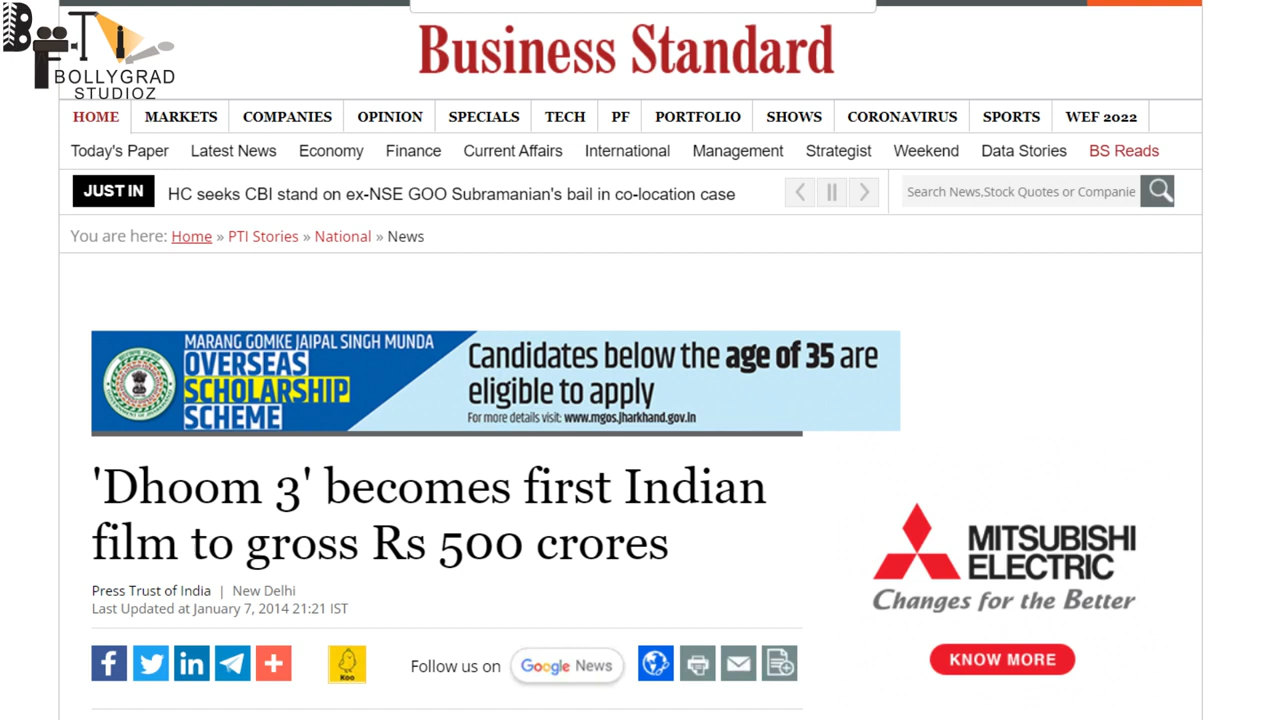 BOLLYGRAD
STUDIOZ
Business Standard
HOME MARKETS COMPANIES OPINION SPECIALS TECH PF PORTFOLIO SHOWS CORONAVIRUS SPORTS WEF 2022
Today's Paper Latest News Economy Finance Current Affairs International Management Strategist Weekend Data Stories BS Reads
JUST IN HC seeks CBI stand on ex-NSE GOO Subramanian's bail in co-location case Search News,Stock Quotes or Companie
You are here: Home » PTI Stories » National » News
MARANG GOMKE JAIPAL SINGH MUNDA
OVERSEAS
SCHOLARSHIP
SCHEME
Candidates below the age of 35 are
eligible to apply
For more details visit: www.mgos.jharkhand.gov.in
'Dhoom 3' becomes first Indian
film to gross Rs 500 crores
Press Trust of India | New Delhi
Last Updated at January 7, 2014 21:21 IST
MITSUBISHI
ELECTRIC
Changes for the Better
KNOW MORE
Koo
Follow us on Google News